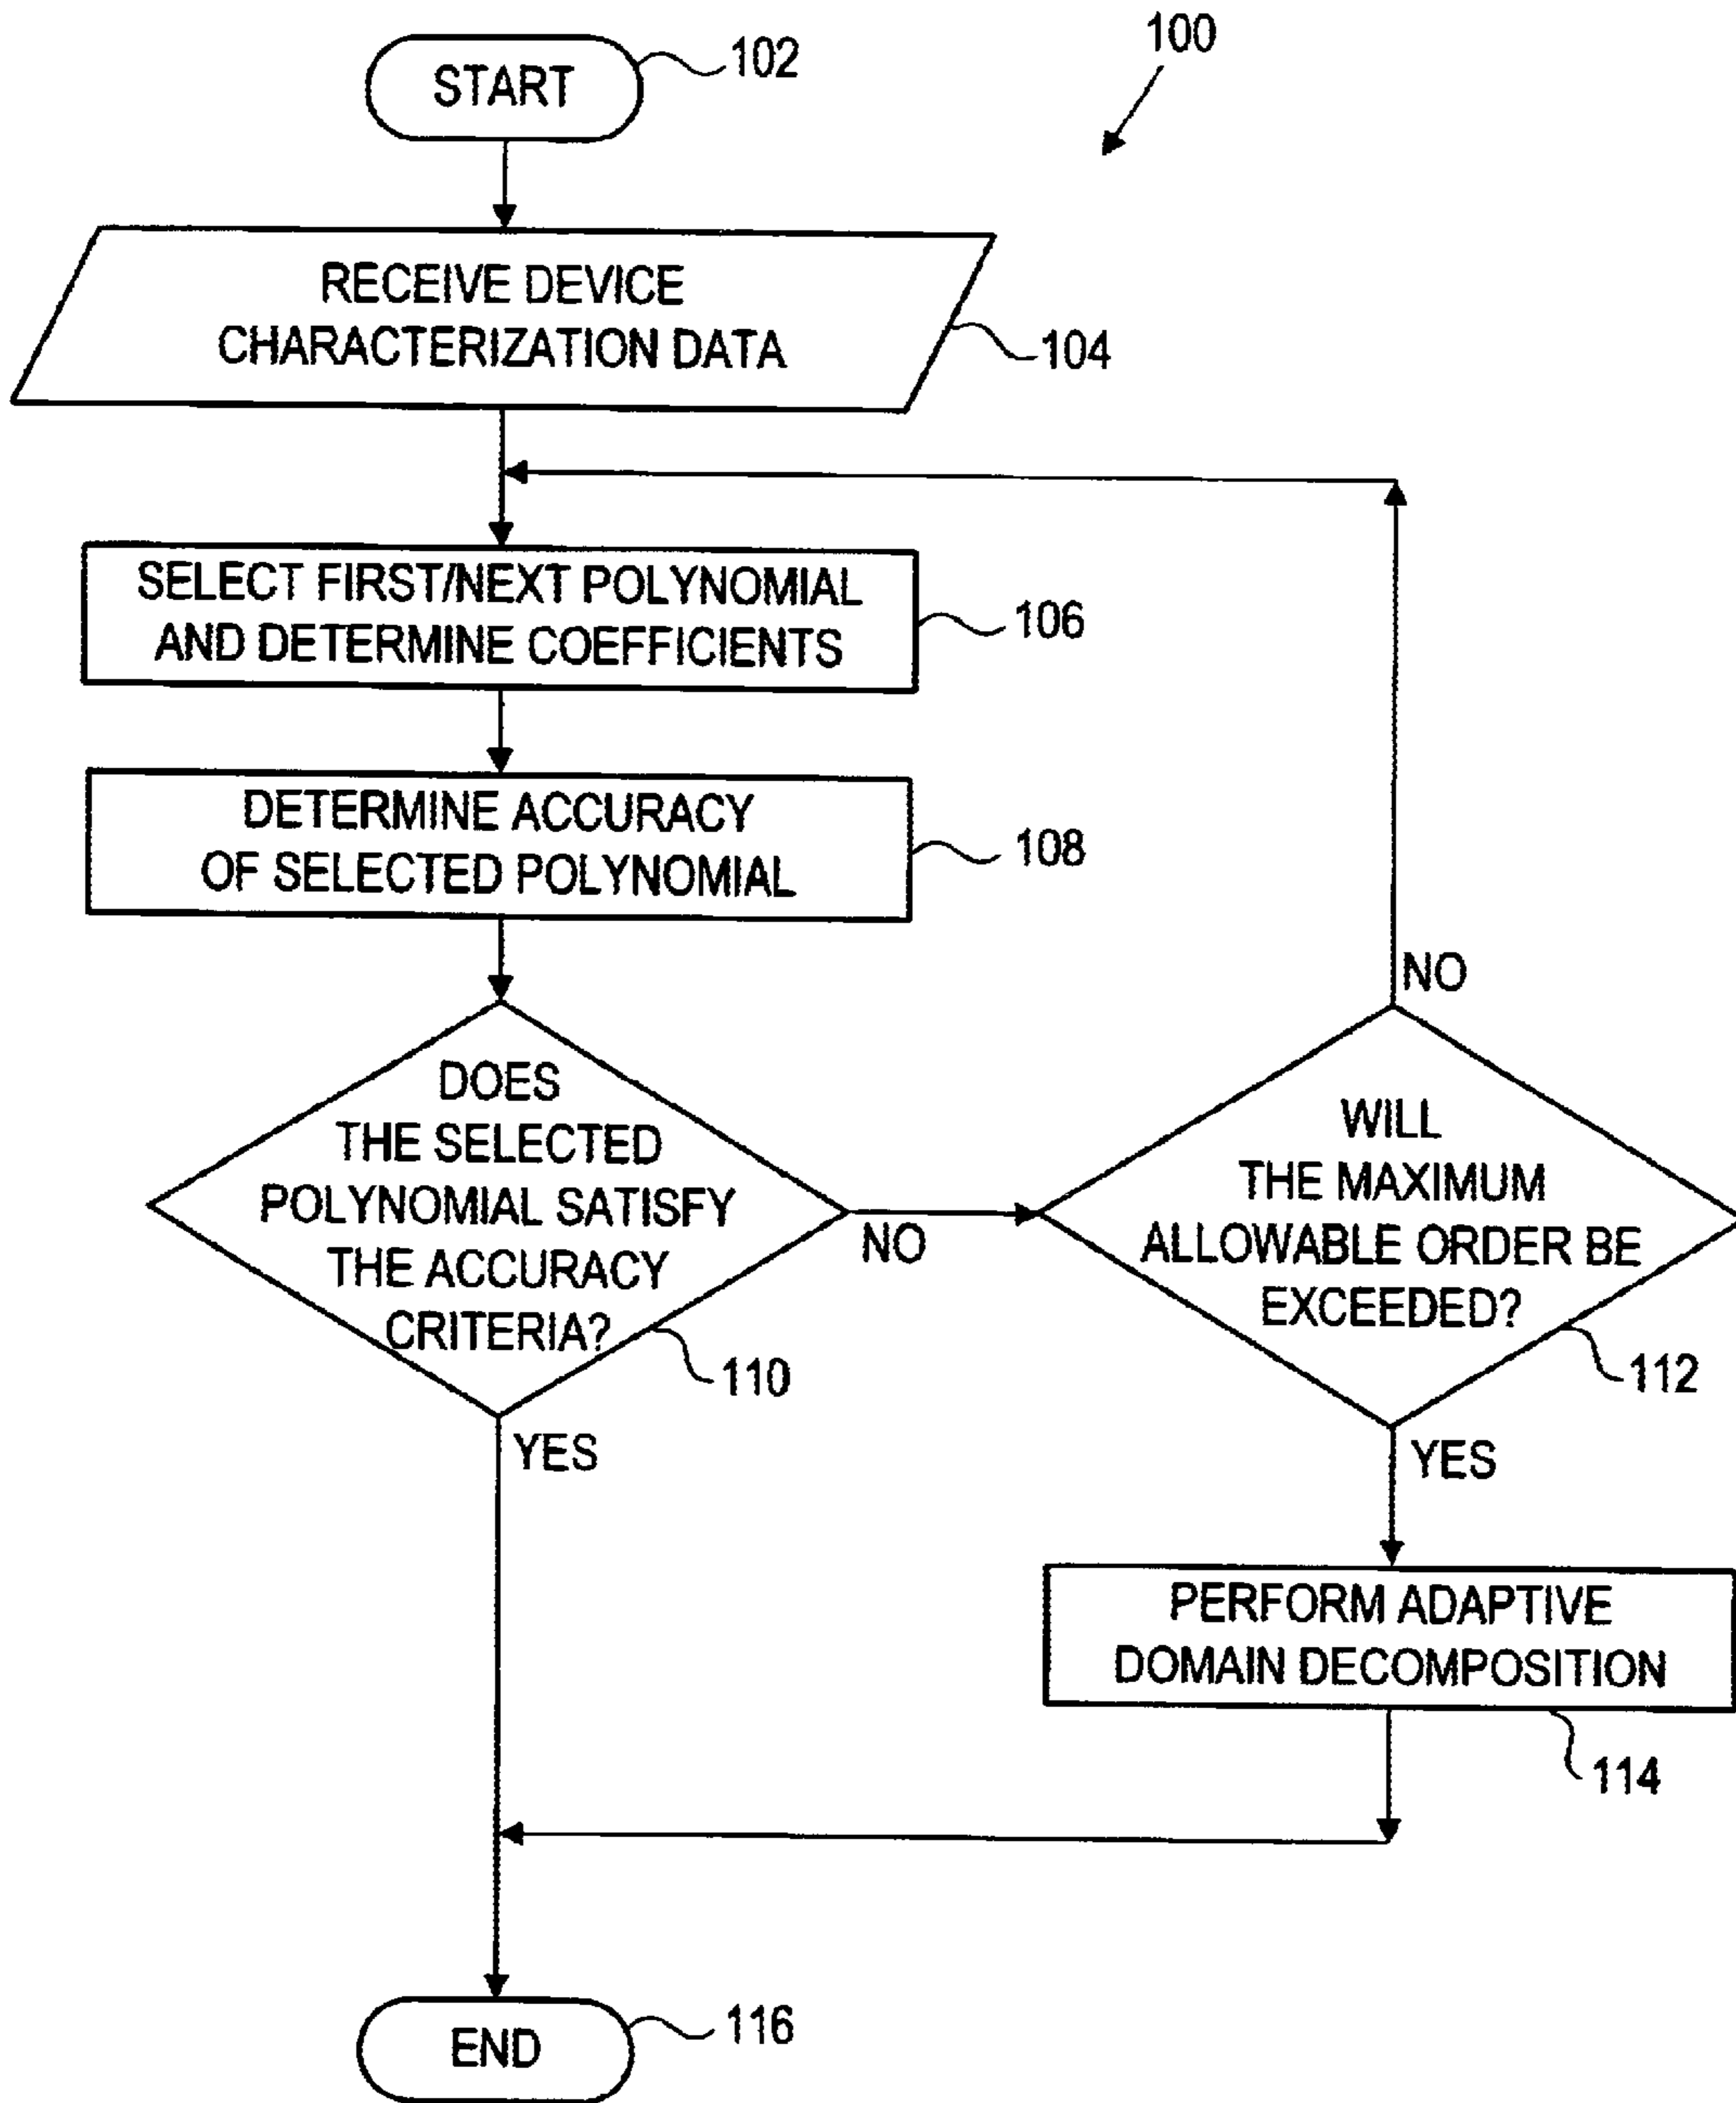 100
START
102
RECEIVE DEVICE
CHARACTERIZATION DATA
104
SELECT FIRST/NEXT POLYNOMIAL
AND DETERMINE COEFFICIENTS
106
DETERMINE ACCURACY
OF SELECTED POLYNOMIAL
108
DOES
THE SELECTED
POLYNOMIAL SATISFY
THE ACCURACY
CRITERIA?
110
NO
YES
WILL
THE MAXIMUM
ALLOWABLE ORDER BE
EXCEEDED?
112
NO
YES
PERFORM ADAPTIVE
DOMAIN DECOMPOSITION
114
END
116